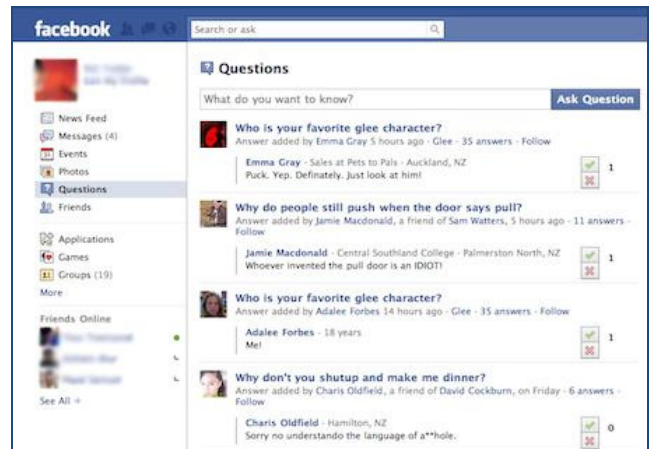 facebook
Search or ask
News Feed
Messages (4)
Events
Photos
Questions
Friends
Applications
Games
Groups (19)
More
Friends Online
See All
Questions
What do you want to know?
Ask Question
Who is your favorite glee character?
Answer added by Emma Gray 5 hours ago · Glee · 35 answers · Follow
Emma Gray · Sales at Pets to Pals · Auckland, NZ
1
Puck. Yep. Definately. Just look at him!
Why do people still push when the door says pull?
Answer added by Jamie Macdonald, a friend of Sam Watters, 5 hours ago · 11 answers ·
Follow
Jamie Macdonald · Central Southland College · Palmerston North, NZ
1
Whoever invented the pull door is an IDIOT!
Who is your favorite glee character?
Answer added by Adalee Forbes 14 hours ago · Glee · 35 answers · Follow
Adalee Forbes · 18 years
1
Me!
Why don't you shutup and make me dinner?
Answer added by Charis Oldfield, a friend of David Cockburn, on Friday · 6 answers ·
Follow
Charis Oldfield · Hamilton, NZ
0
Sorry no understando the language of a**hole.